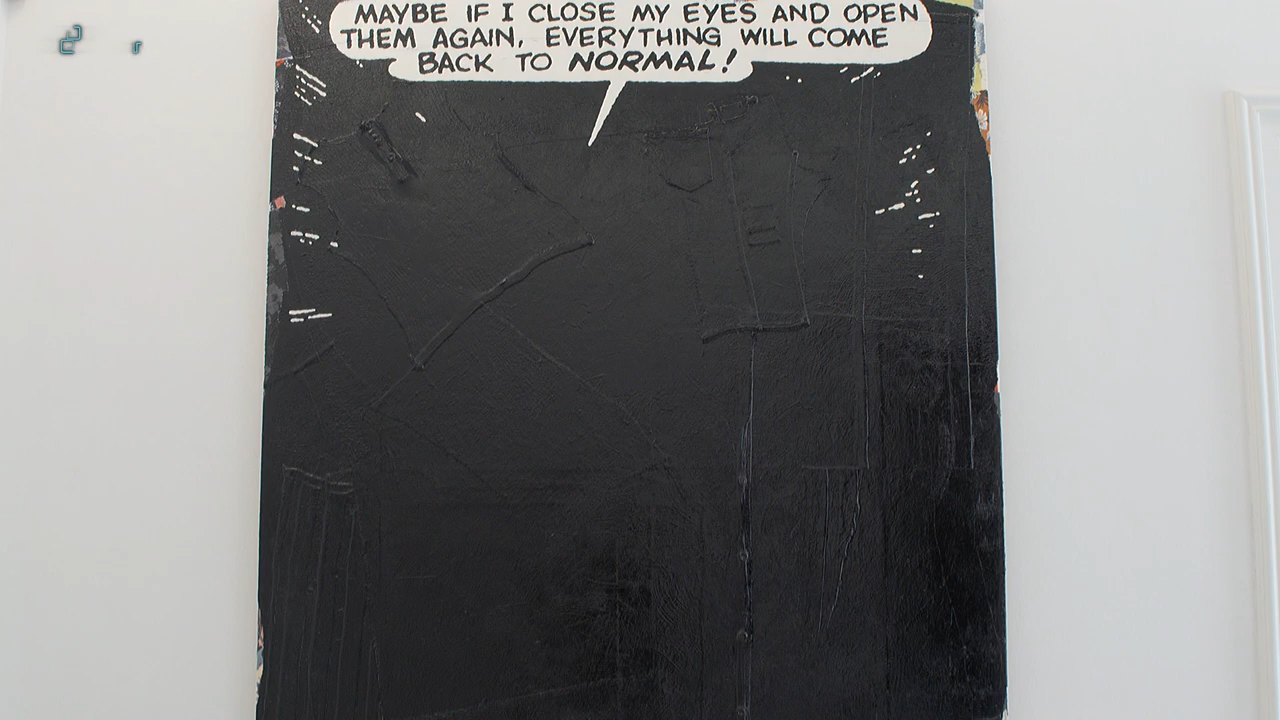 MAYBE IF I CLOSE MY EYES AND OPEN
THEM AGAIN, EVERYTHING WILL COME
BACK TO NORMAL!